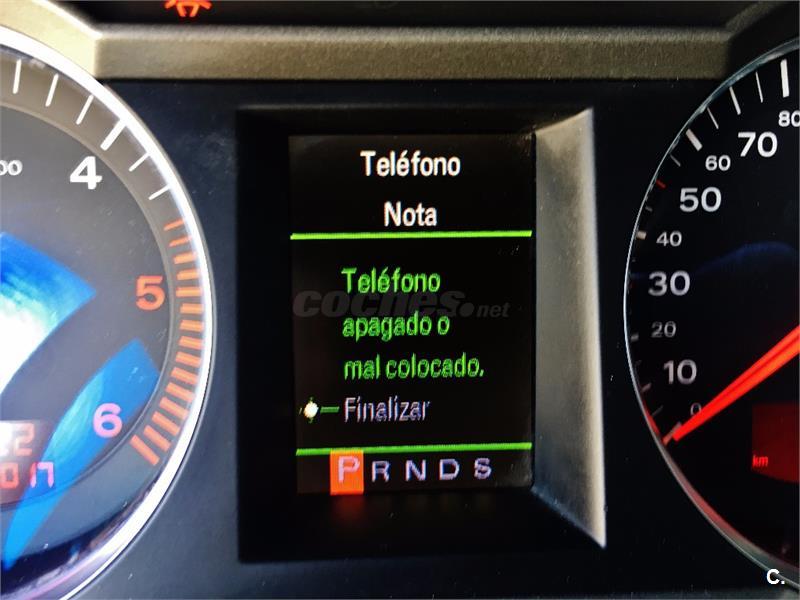 4
5
6
Teléfono
Nota
Teléfono
apagado o
mal colocado.
Finalizar
P R N D S
80
70
60
50
40
30
20
10
0
km
coches.net
C.